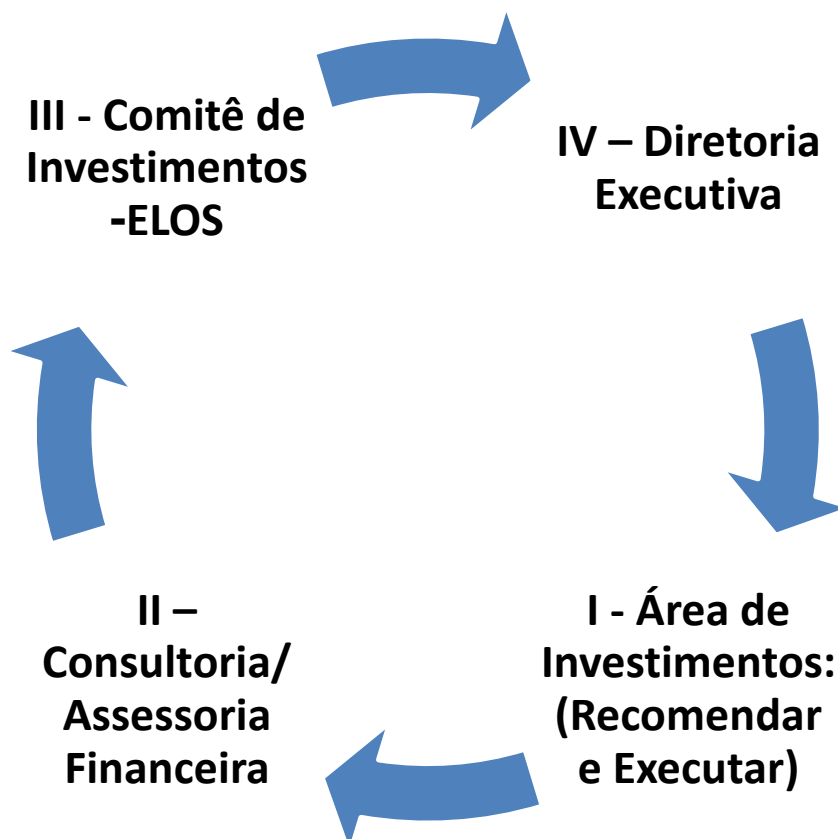 III - Comitê de
Investimentos
-ELOS
IV – Diretoria
Executiva
II –
Consultoria/
Assessoria
Financeira
I - Área de
Investimentos:
(Recomendar
e Executar)